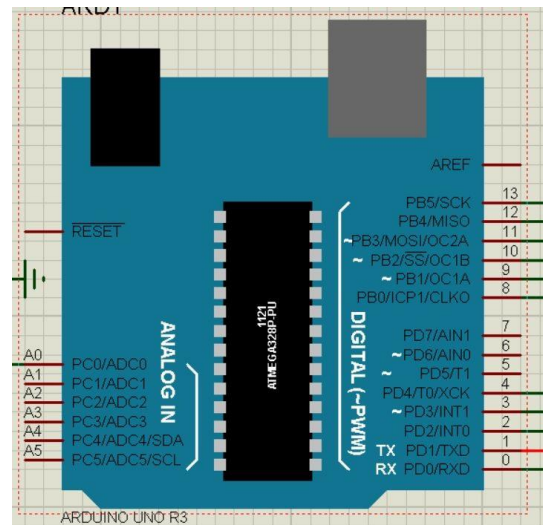 ARD1
AREF
13
PB5/SCK
12
PB4/MISO
RESET
11
~PB3/MOSI/OC2A
10
~ PB2/SS/OC1B
9
~ PB1/OC1A
8
PB0/ICP1/CLKO
1121
ATMEGA328P-PU
ANALOG IN
DIGITAL (~PWM)
7
PD7/AIN1
6
~ PD6/AIN0
5
~ PD5/T1
4
PD4/T0/XCK
3
~ PD3/INT1
2
PD2/INT0
1
TX PD1/TXD
0
RX PD0/RXD
A0
PC0/ADC0
A1
PC1/ADC1
A2
PC2/ADC2
A3
PC3/ADC3
A4
PC4/ADC4/SDA
A5
PC5/ADC5/SCL
ARDUINO UNO R3